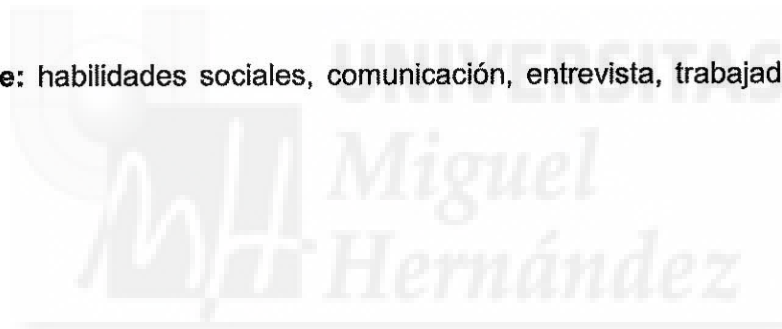 e: habilidades sociales, comunicación, entrevista, trabajad
UNIVERSITAS
Miguel
Hernández